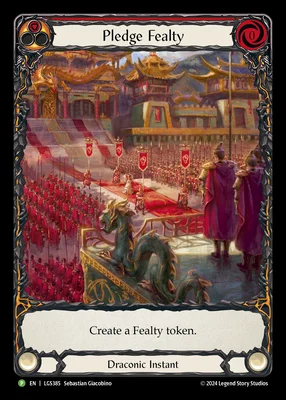 Pledge Fealty
Create a Fealty token.
Draconic Instant
P EN | LGS385 Sebastian Giacobino
© 2024 Legend Story Studios